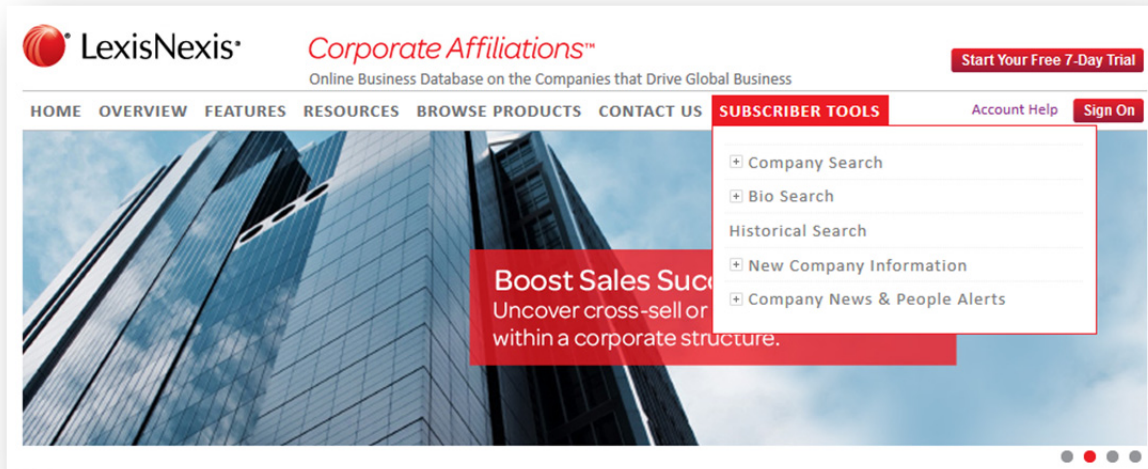 LexisNexis®
Corporate Affiliations™
Online Business Database on the Companies that Drive Global Business
Start Your Free 7-Day Trial
HOME OVERVIEW FEATURES RESOURCES BROWSE PRODUCTS CONTACT US SUBSCRIBER TOOLS Account Help Sign On
Company Search
Bio Search
Historical Search
New Company Information
Company News & People Alerts
Boost Sales
Uncover cross-sell or
within a corporate structure.